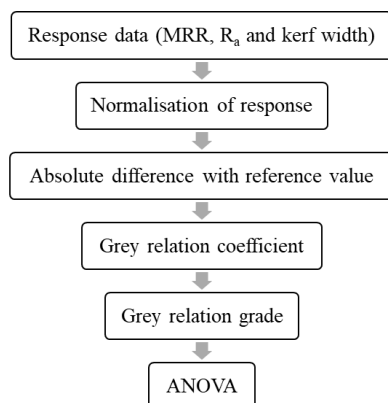 Response data (MRR, Rₐ and kerf width)
Normalisation of response
Absolute difference with reference value
Grey relation coefficient
Grey relation grade
ANOVA